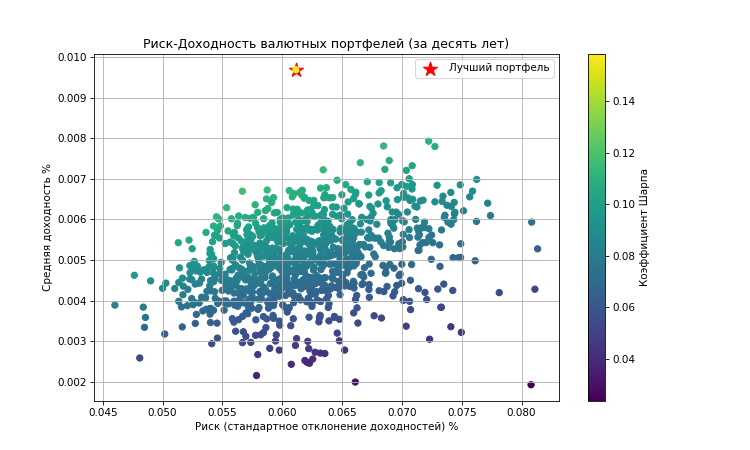 Риск-Доходность валютных портфелей (за десять лет)
Лучший портфель
Средняя доходность %
0.010
0.009
0.008
0.007
0.006
0.005
0.004
0.003
0.002
0.045 0.050 0.055 0.060 0.065 0.070 0.075 0.080
Риск (стандартное отклонение доходностей) %
0.14
0.12
0.10
0.08
0.06
0.04
Коэффициент Шарпа